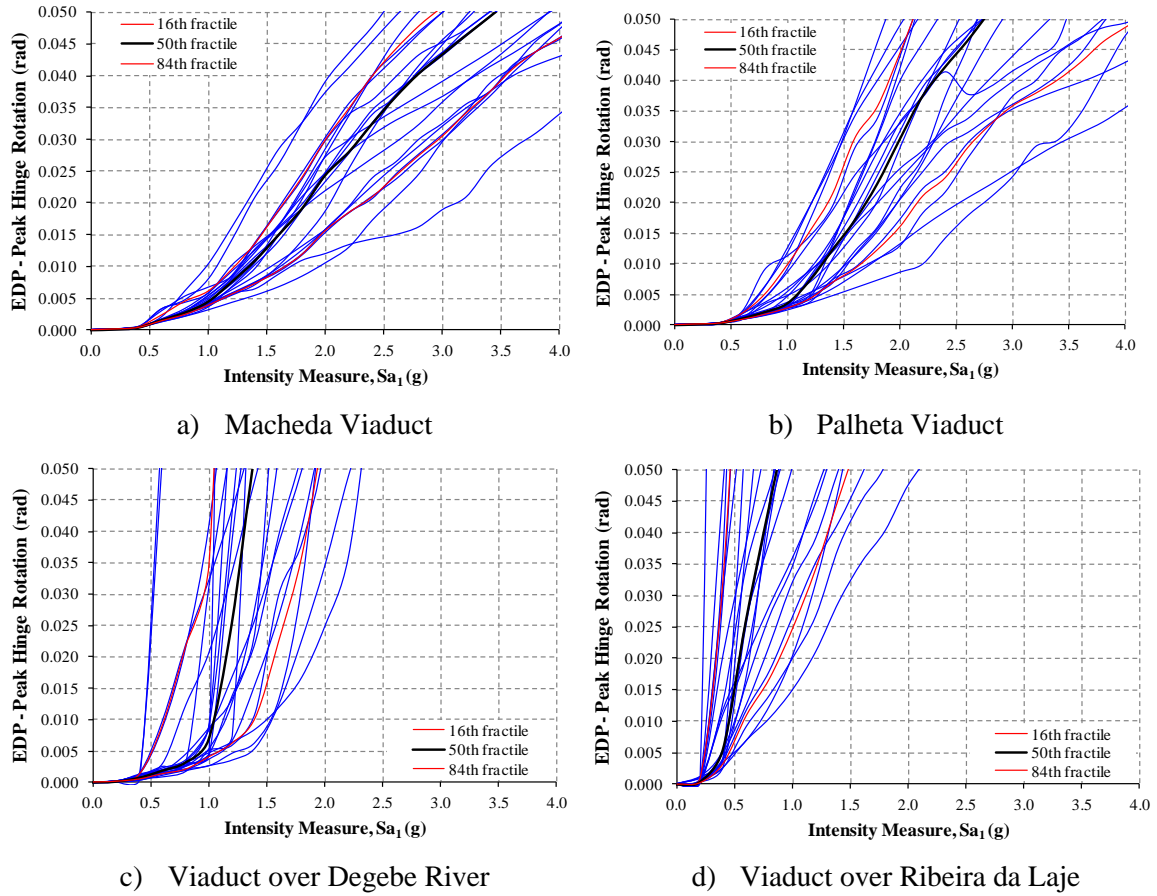 EDP - Peak Hinge Rotation (rad)
0.050
0.045
0.040
0.035
0.030
0.025
0.020
0.015
0.010
0.005
0.000
16th fractile
50th fractile
84th fractile
0.0 0.5 1.0 1.5 2.0 2.5 3.0 3.5 4.0
Intensity Measure, Sa1 (g)
a) Macheda Viaduct
EDP - Peak Hinge Rotation (rad)
0.050
0.045
0.040
0.035
0.030
0.025
0.020
0.015
0.010
0.005
0.000
16th fractile
50th fractile
84th fractile
0.0 0.5 1.0 1.5 2.0 2.5 3.0 3.5 4.0
Intensity Measure, Sa1 (g)
b) Palheta Viaduct
EDP - Peak Hinge Rotation (rad)
0.050
0.045
0.040
0.035
0.030
0.025
0.020
0.015
0.010
0.005
0.000
16th fractile
50th fractile
84th fractile
0.0 0.5 1.0 1.5 2.0 2.5 3.0 3.5 4.0
Intensity Measure, Sa1 (g)
c) Viaduct over Degebe River
EDP - Peak Hinge Rotation (rad)
0.050
0.045
0.040
0.035
0.030
0.025
0.020
0.015
0.010
0.005
0.000
16th fractile
50th fractile
84th fractile
0.0 0.5 1.0 1.5 2.0 2.5 3.0 3.5 4.0
Intensity Measure, Sa1 (g)
d) Viaduct over Ribeira da Laje